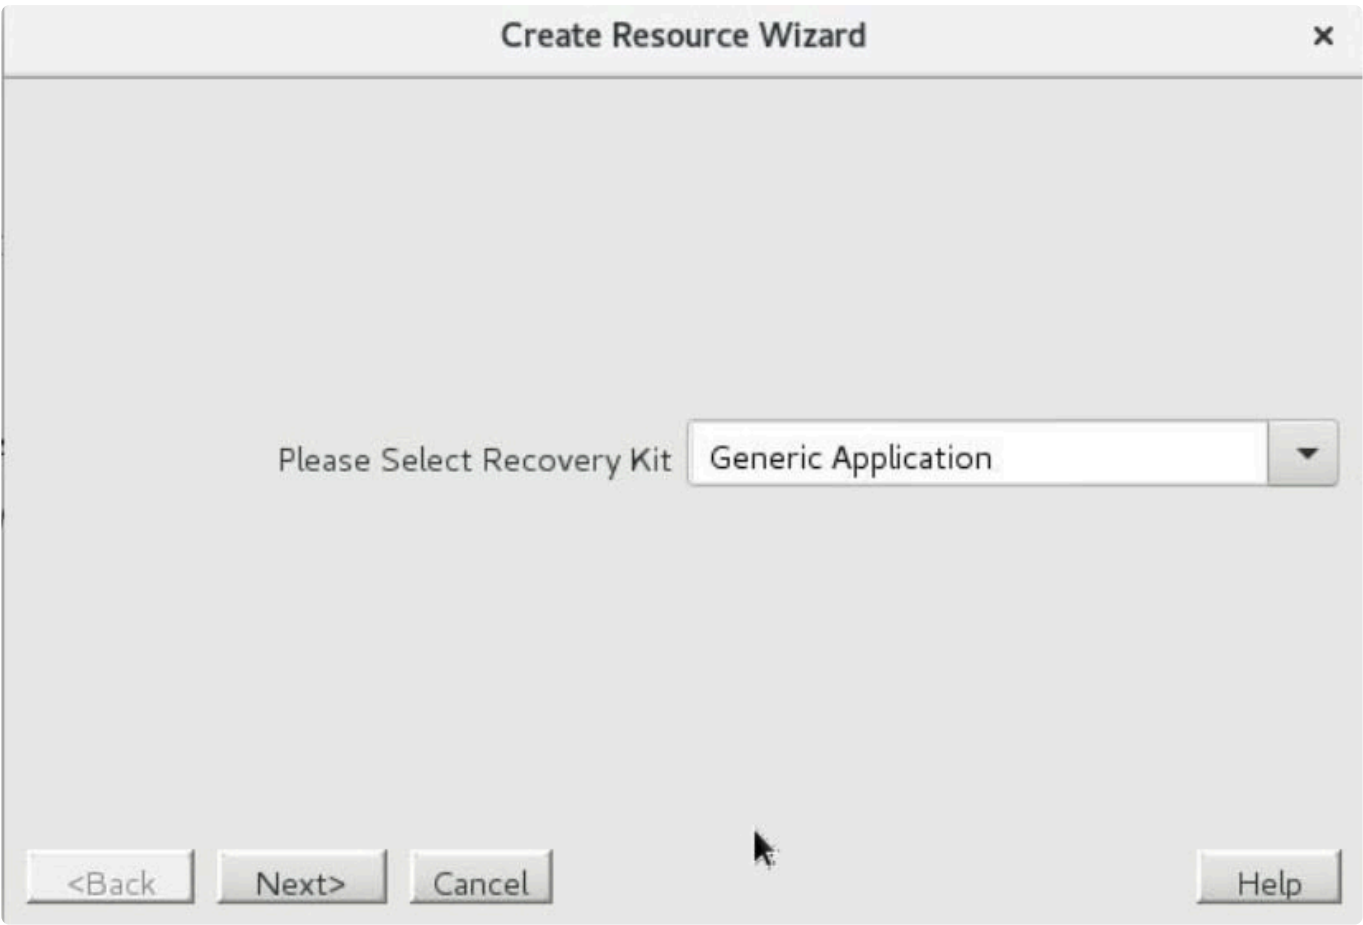 Create Resource Wizard
Please Select Recovery Kit Generic Application
<Back Next> Cancel Help